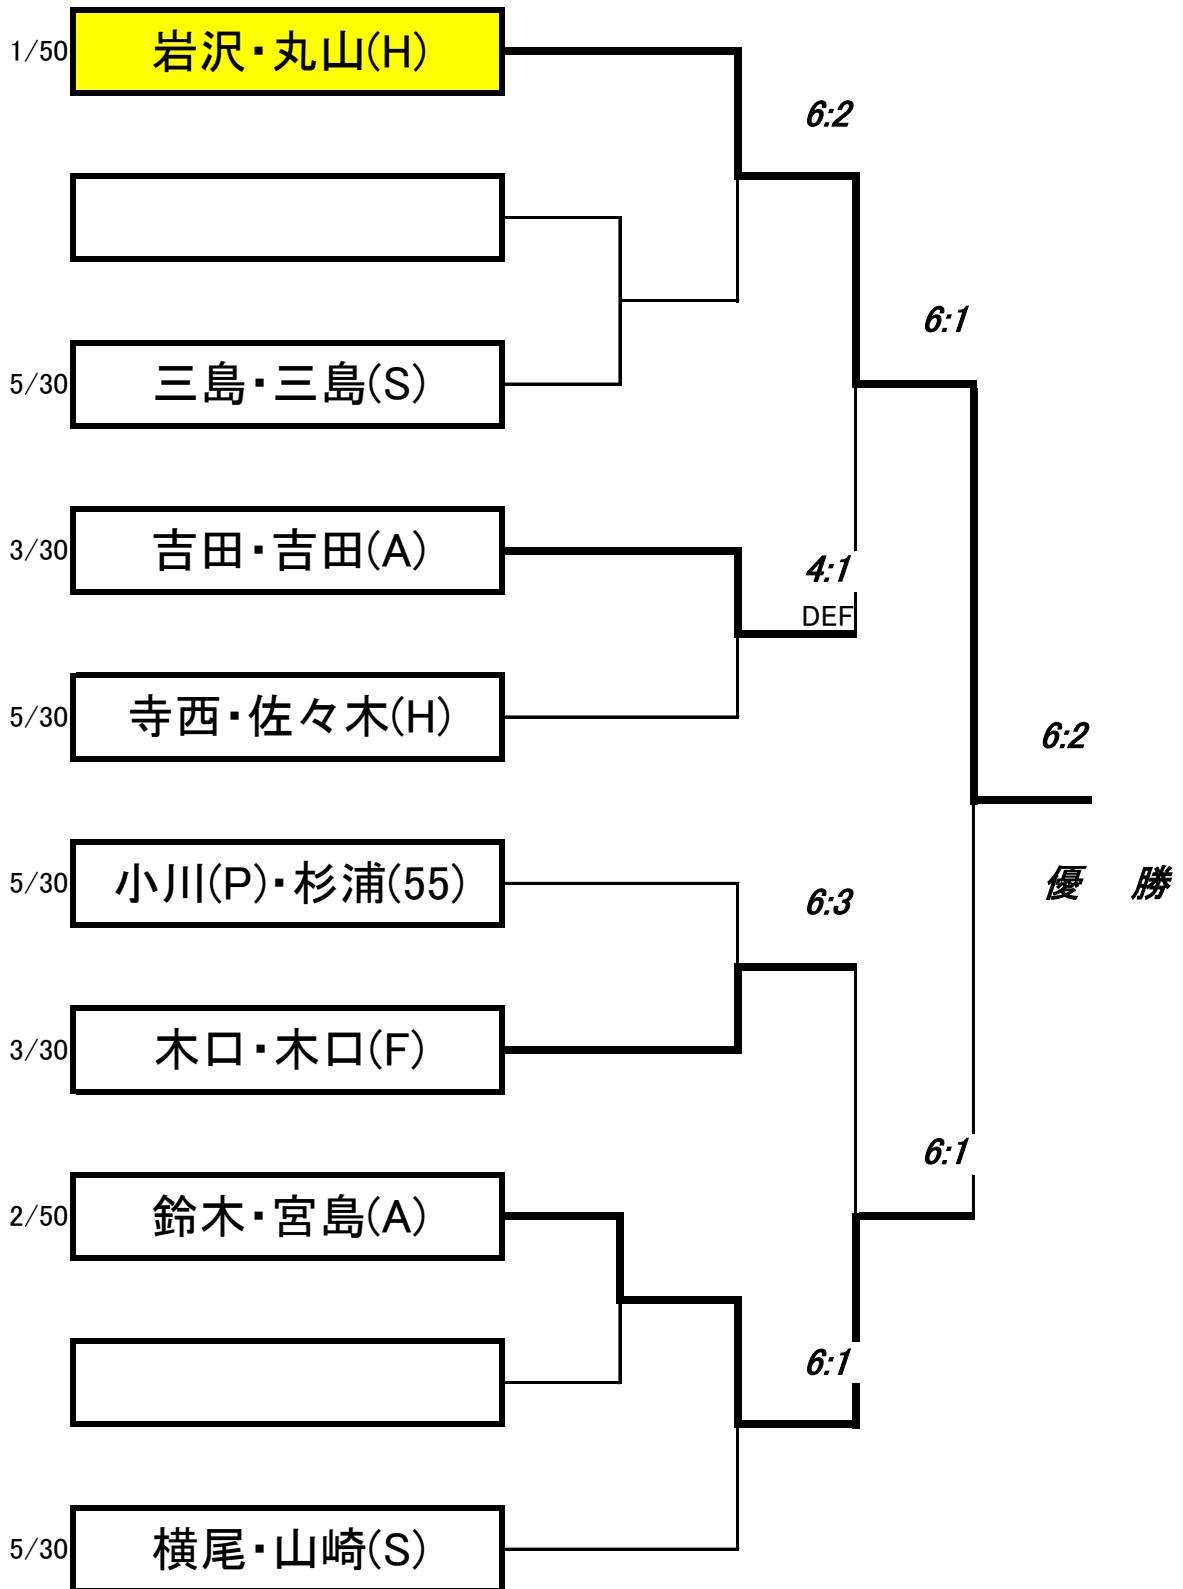 1/50 岩沢・丸山(H)
6:2
6:1
5/30 三島・三島(S)
3/30 吉田・吉田(A)
4:1
DEF
5/30 寺西・佐々木(H)
6:2
5/30 小川(P)・杉浦(55)
6:3
優 勝
3/30 木口・木口(F)
6:1
2/50 鈴木・宮島(A)
6:1
5/30 横尾・山崎(S)